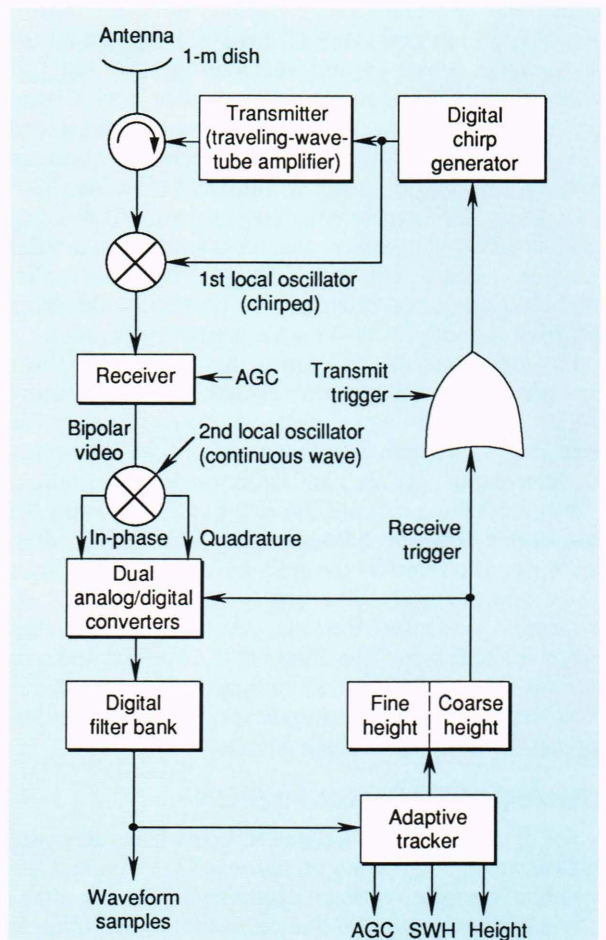 Antenna
1-m dish
Transmitter
(traveling-wave-
tube amplifier)
Digital
chirp
generator
1st local oscillator
(chirped)
Receiver
AGC
Transmit
trigger
Bipolar
video
2nd local oscillator
(continuous wave)
In-phase
Quadrature
Receive
trigger
Dual
analog/digital
converters
Digital
filter bank
Fine
height
Coarse
height
Adaptive
tracker
Waveform
samples
AGC SWH Height